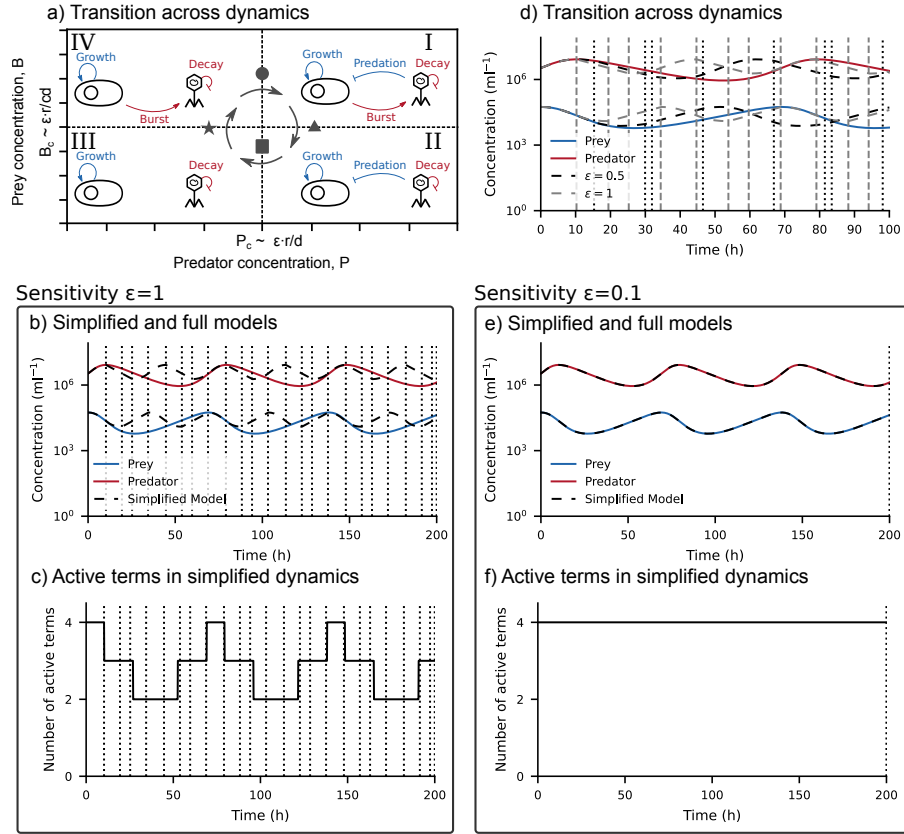 a) Transition across dynamics
IV
I
Growth
Decay
Burst
Growth
Predation
Decay
Burst
III
II
Growth
Decay
Growth
Predation
Decay
Prey concentration, B
B_c ~ ε·r/cd
P_c ~ ε·r/d
Predator concentration, P
d) Transition across dynamics
Concentration (ml⁻¹)
10⁶
10³
10⁰
Prey
Predator
ε = 0.5
ε = 1
0 10 20 30 40 50 60 70 80 90 100
Time (h)
Sensitivity ε=1
b) Simplified and full models
Concentration (ml⁻¹)
10⁶
10⁴
10²
10⁰
Prey
Predator
Simplified Model
0 50 100 150 200
Time (h)
c) Active terms in simplified dynamics
Number of active terms
4
2
0
0 50 100 150 200
Time (h)
Sensitivity ε=0.1
e) Simplified and full models
Concentration (ml⁻¹)
10⁶
10⁴
10²
10⁰
Prey
Predator
Simplified Model
0 50 100 150 200
Time (h)
f) Active terms in simplified dynamics
Number of active terms
4
2
0
0 50 100 150 200
Time (h)